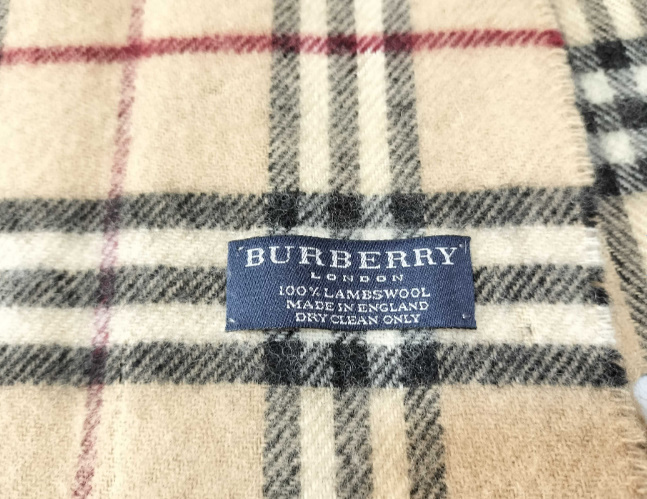 BURBERRY
LONDON
100% LAMBSWOOL
MADE IN ENGLAND
DRY CLEAN ONLY